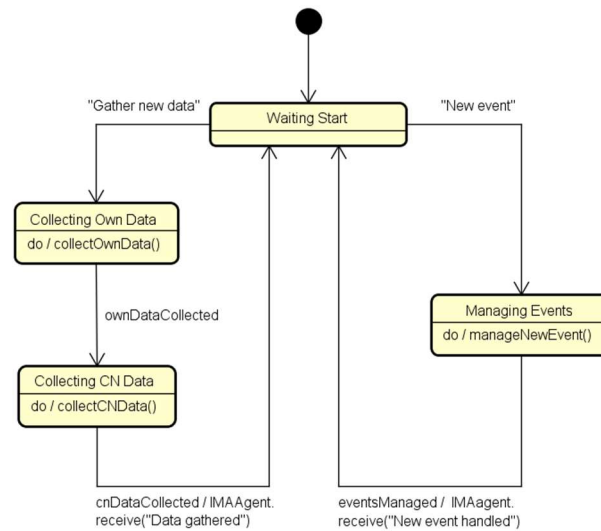 "Gather new data"
"New event"
Waiting Start
Collecting Own Data
do / collectOwnData()
Managing Events
do / manageNewEvent()
ownDataCollected
Collecting CN Data
do / collectCNData()
cnDataCollected / IMAAgent.
receive("Data gathered")
eventsManaged /  IMAagent.
receive("New event handled")